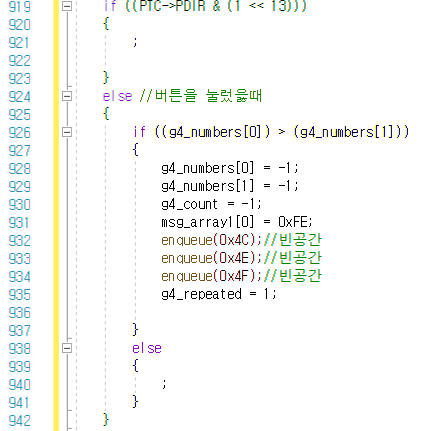 919 if ((PTC->PDIR & (1 << 13)))
920 {
921 ;
922
923 }
924 else //버튼을 눌렀을때
925 {
926 if ((g4_numbers[0]) > (g4_numbers[1]))
927 {
928 g4_numbers[0] = -1;
929 g4_numbers[1] = -1;
930 g4_count = -1;
931 msg_array1[0] = 0xFE;
932 enqueue(0x4C);//빈공간
933 enqueue(0x4E);//빈공간
934 enqueue(0x4F);//빈공간
935 g4_repeated = 1;
936
937 }
938 else
939 {
940 ;
941 }
942 }